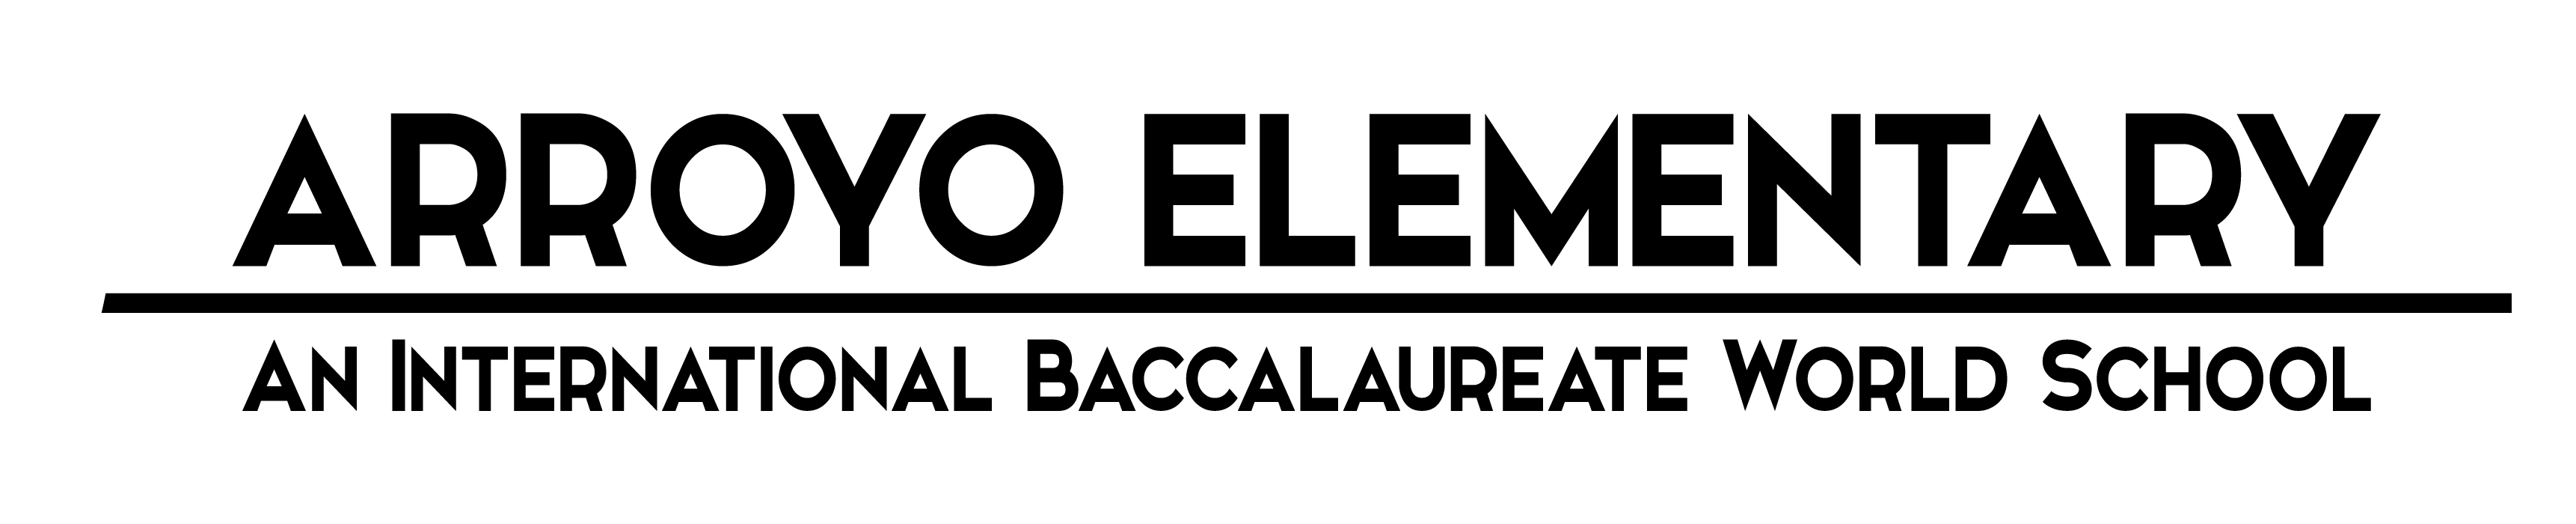 ARROYO ELEMENTARY
AN INTERNATIONAL BACCALAUREATE WORLD SCHOOL